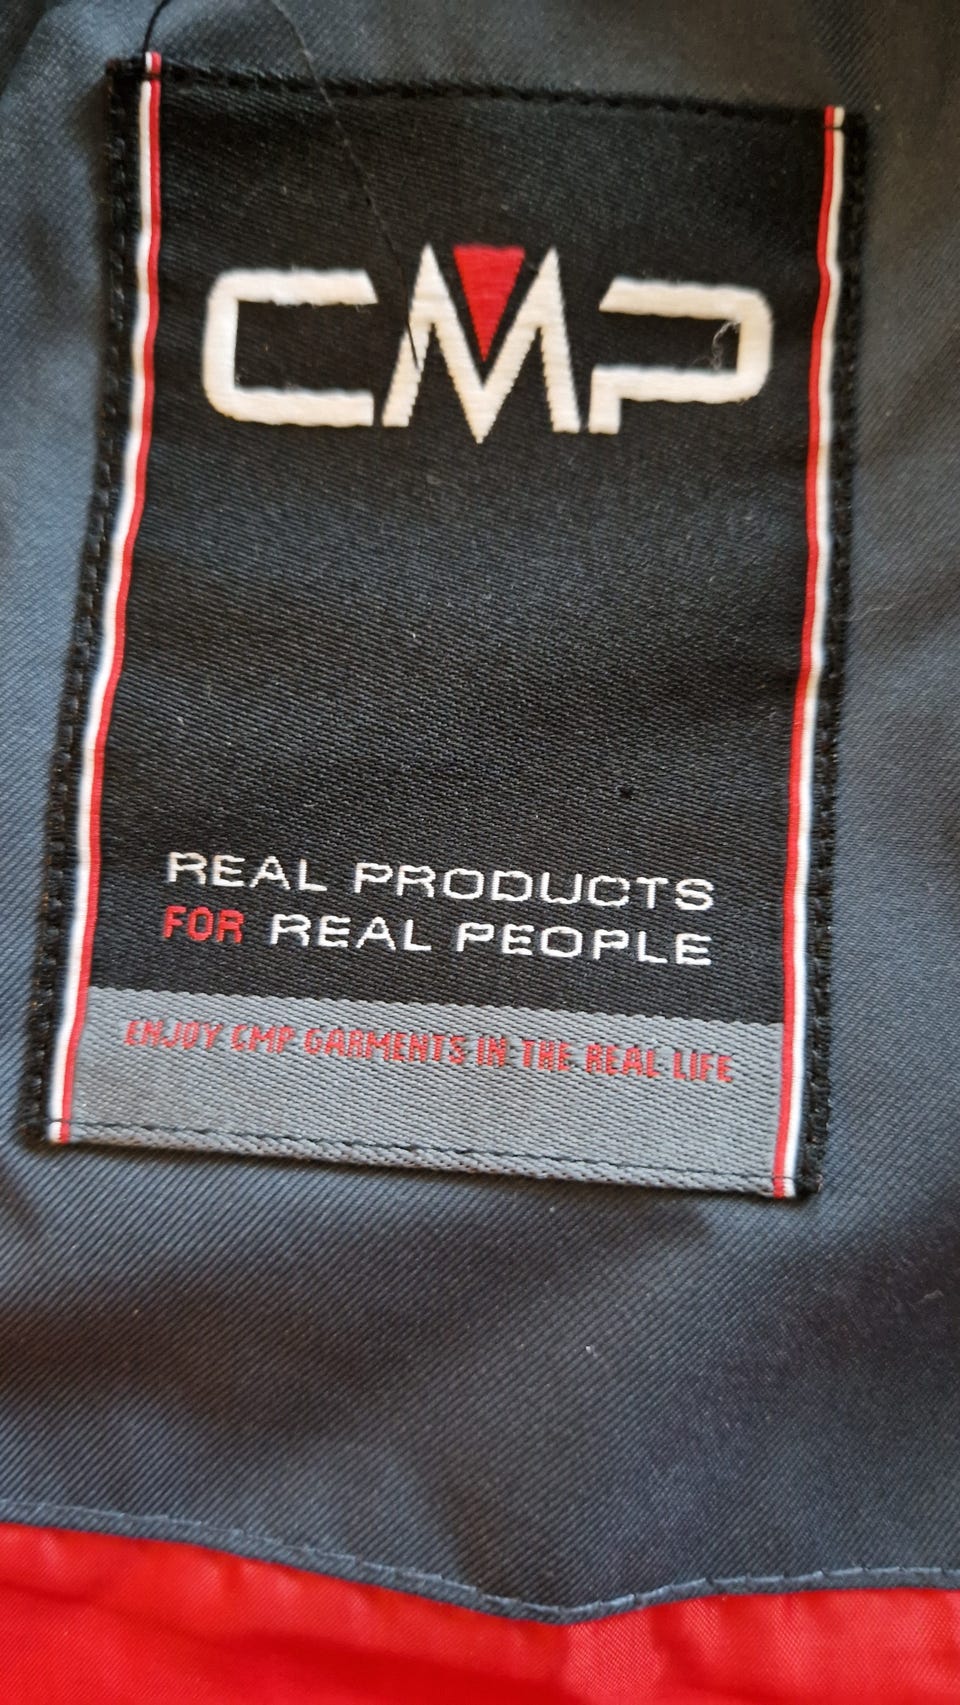 CMP
REAL PRODUCTS
FOR REAL PEOPLE
ENJOY CMP GARMENTS IN THE REAL LIFE